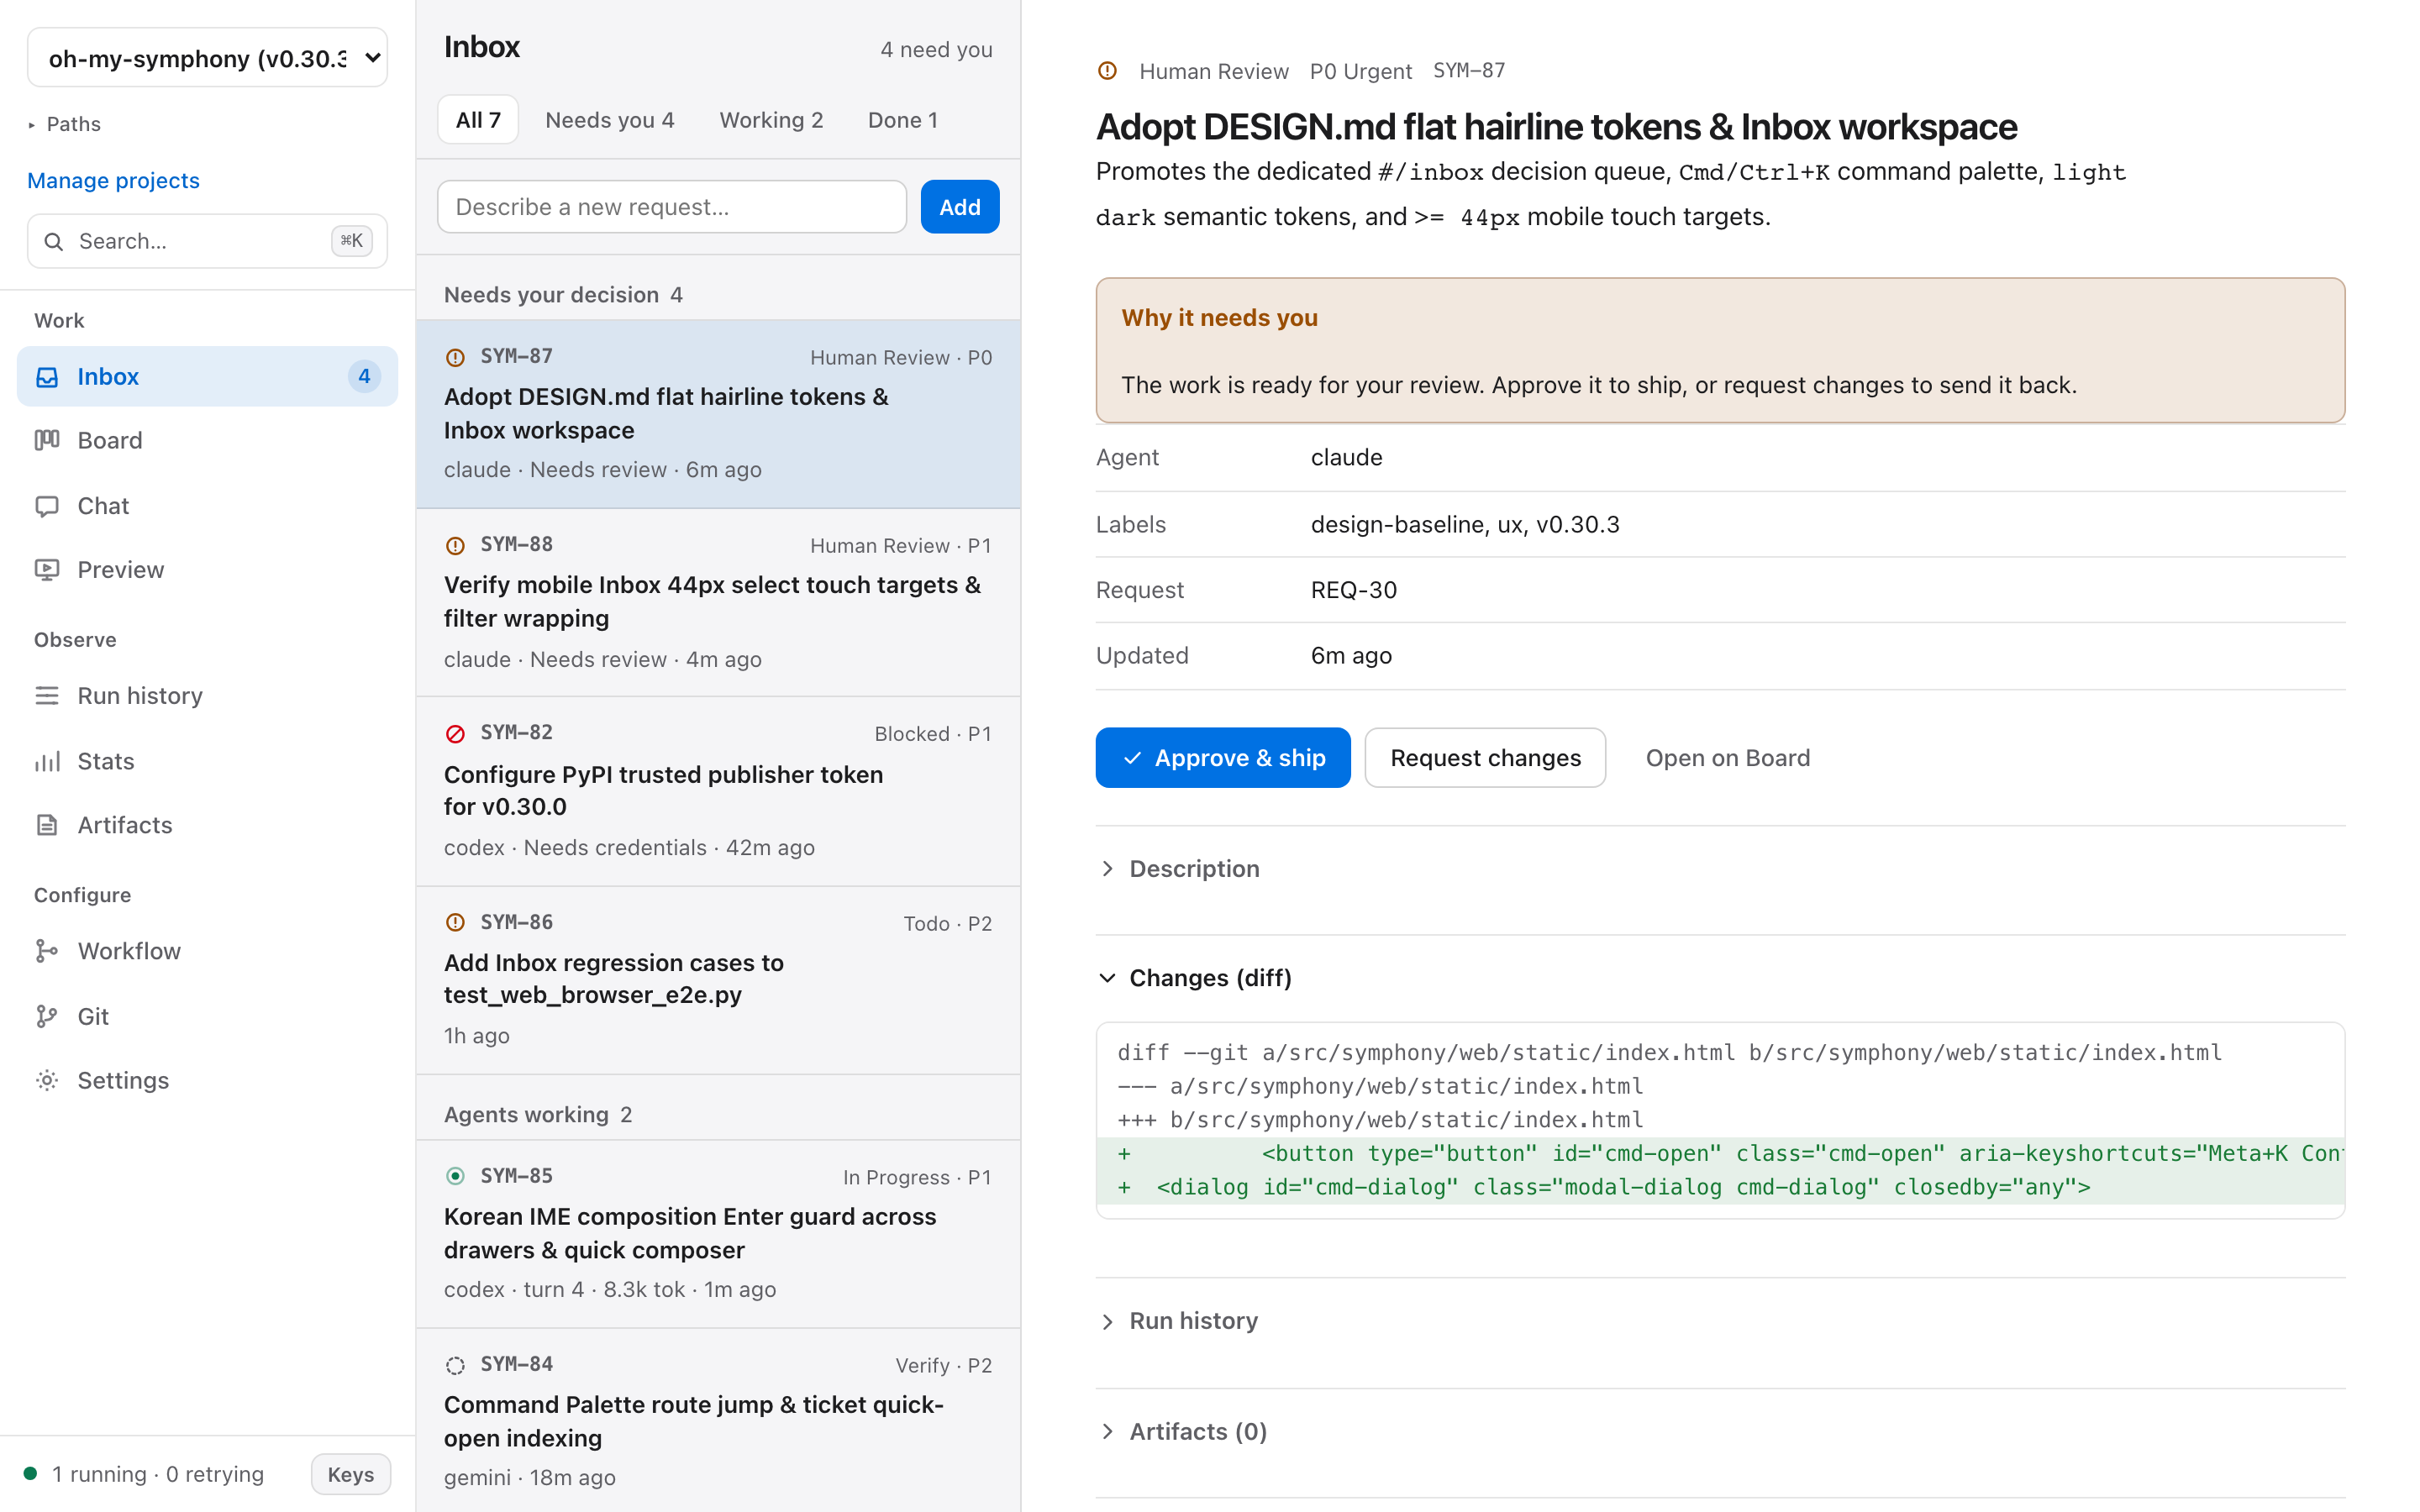 oh-my-symphony (v0.30.3
Paths
Manage projects
Search...
⌘K
Work
Inbox
4
Board
Chat
Preview
Observe
Run history
Stats
Artifacts
Configure
Workflow
Git
Settings
1 running · 0 retrying
Keys
Inbox
4 need you
All 7
Needs you 4
Working 2
Done 1
Describe a new request...
Add
Needs your decision 4
SYM-87
Human Review · P0
Adopt DESIGN.md flat hairline tokens &
Inbox workspace
claude · Needs review · 6m ago
SYM-88
Human Review · P1
Verify mobile Inbox 44px select touch targets &
filter wrapping
claude · Needs review · 4m ago
SYM-82
Blocked · P1
Configure PyPI trusted publisher token
for v0.30.0
codex · Needs credentials · 42m ago
SYM-86
Todo · P2
Add Inbox regression cases to
test_web_browser_e2e.py
1h ago
Agents working 2
SYM-85
In Progress · P1
Korean IME composition Enter guard across
drawers & quick composer
codex · turn 4 · 8.3k tok · 1m ago
SYM-84
Verify · P2
Command Palette route jump & ticket quick-
open indexing
gemini · 18m ago
Human Review P0 Urgent SYM-87
Adopt DESIGN.md flat hairline tokens & Inbox workspace
Promotes the dedicated #/inbox decision queue, Cmd/Ctrl+K command palette, light
dark semantic tokens, and >= 44px mobile touch targets.
Why it needs you
The work is ready for your review. Approve it to ship, or request changes to send it back.
Agent claude
Labels design-baseline, ux, v0.30.3
Request REQ-30
Updated 6m ago
Approve & ship
Request changes
Open on Board
Description
Changes (diff)
diff --git a/src/symphony/web/static/index.html b/src/symphony/web/static/index.html
--- a/src/symphony/web/static/index.html
+++ b/src/symphony/web/static/index.html
+ <button type="button" id="cmd-open" class="cmd-open" aria-keyshortcuts="Meta+K Con
+ <dialog id="cmd-dialog" class="modal-dialog cmd-dialog" closedby="any">
Run history
Artifacts (0)